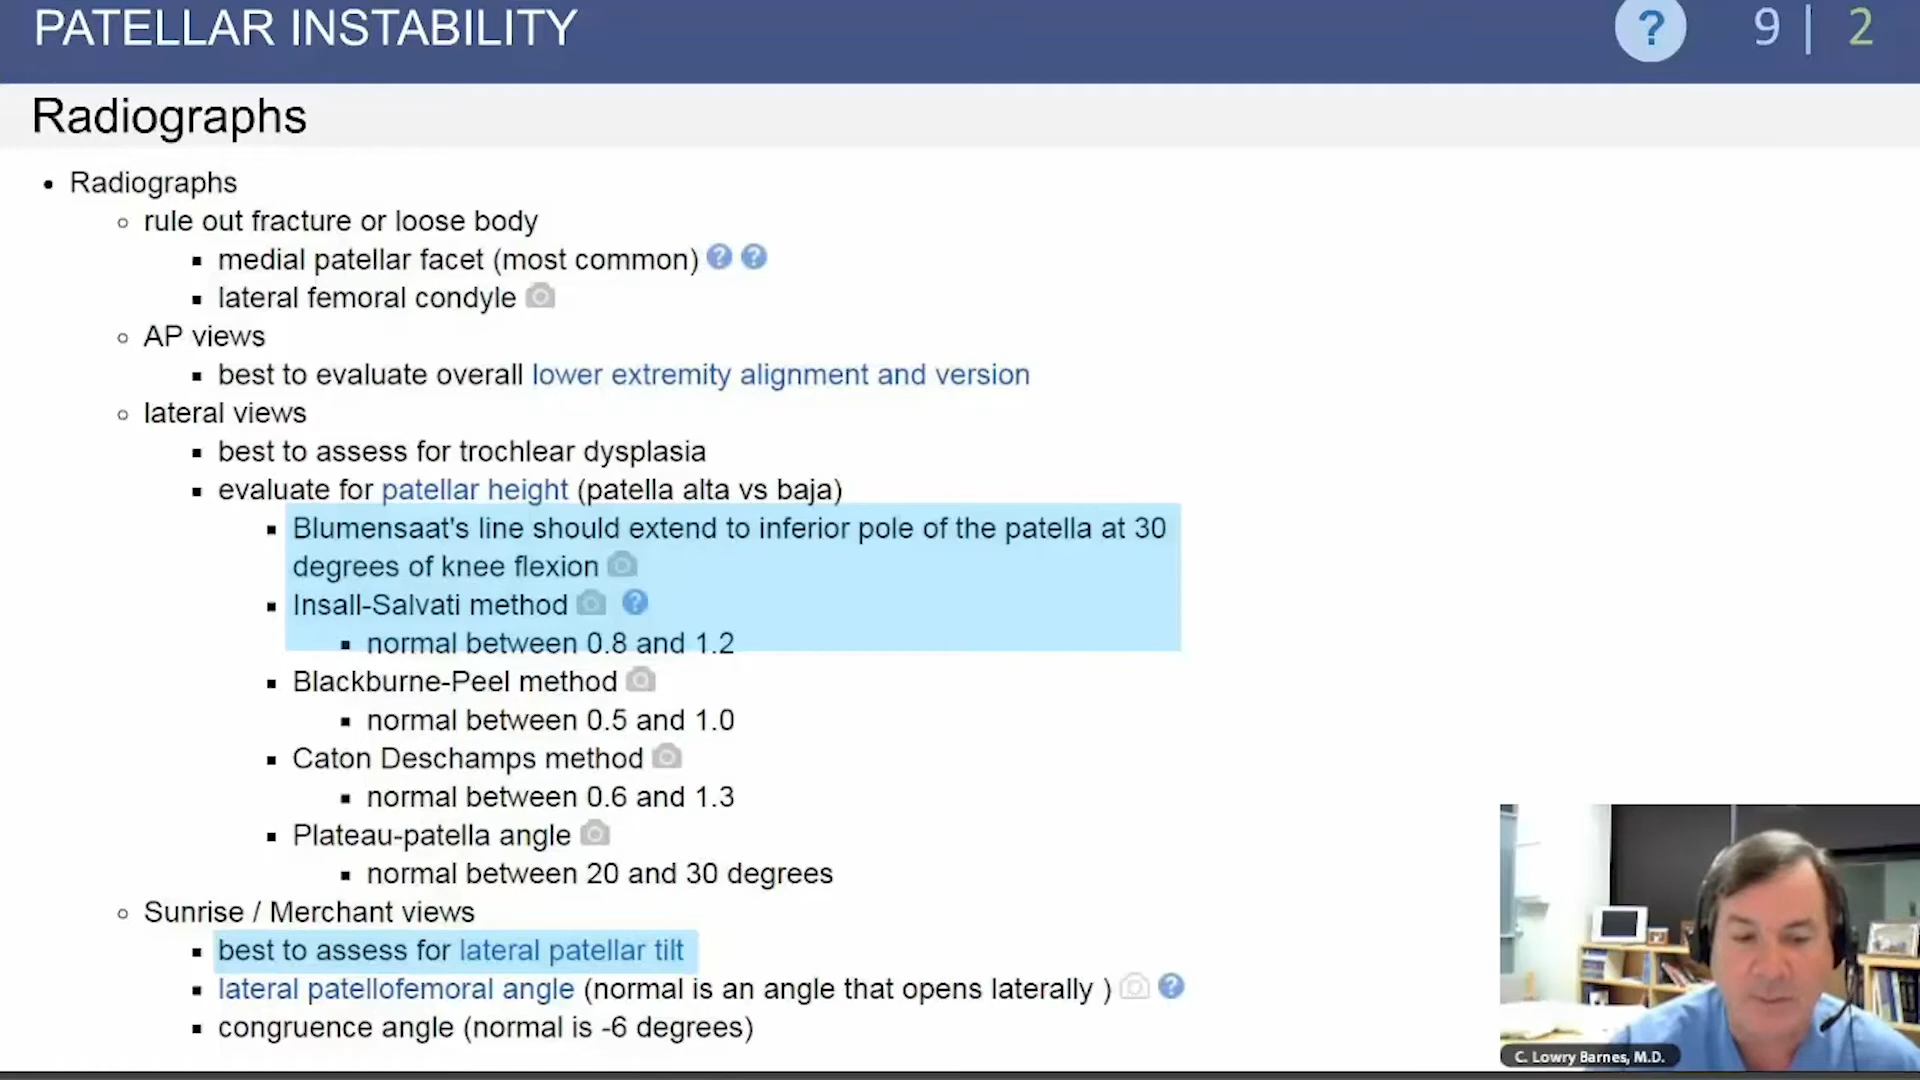 PATELLAR INSTABILITY
? 9 | 2
Radiographs
• Radiographs
○ rule out fracture or loose body
▪ medial patellar facet (most common) ? ?
▪ lateral femoral condyle
○ AP views
▪ best to evaluate overall lower extremity alignment and version
○ lateral views
▪ best to assess for trochlear dysplasia
▪ evaluate for patellar height (patella alta vs baja)
▪ Blumensaat's line should extend to inferior pole of the patella at 30
degrees of knee flexion
▪ Insall-Salvati method ?
▪ normal between 0.8 and 1.2
▪ Blackburne-Peel method
▪ normal between 0.5 and 1.0
▪ Caton Deschamps method
▪ normal between 0.6 and 1.3
▪ Plateau-patella angle
▪ normal between 20 and 30 degrees
○ Sunrise / Merchant views
▪ best to assess for lateral patellar tilt
▪ lateral patellofemoral angle (normal is an angle that opens laterally ) ?
▪ congruence angle (normal is -6 degrees)
C. Lowry Barnes, M.D.